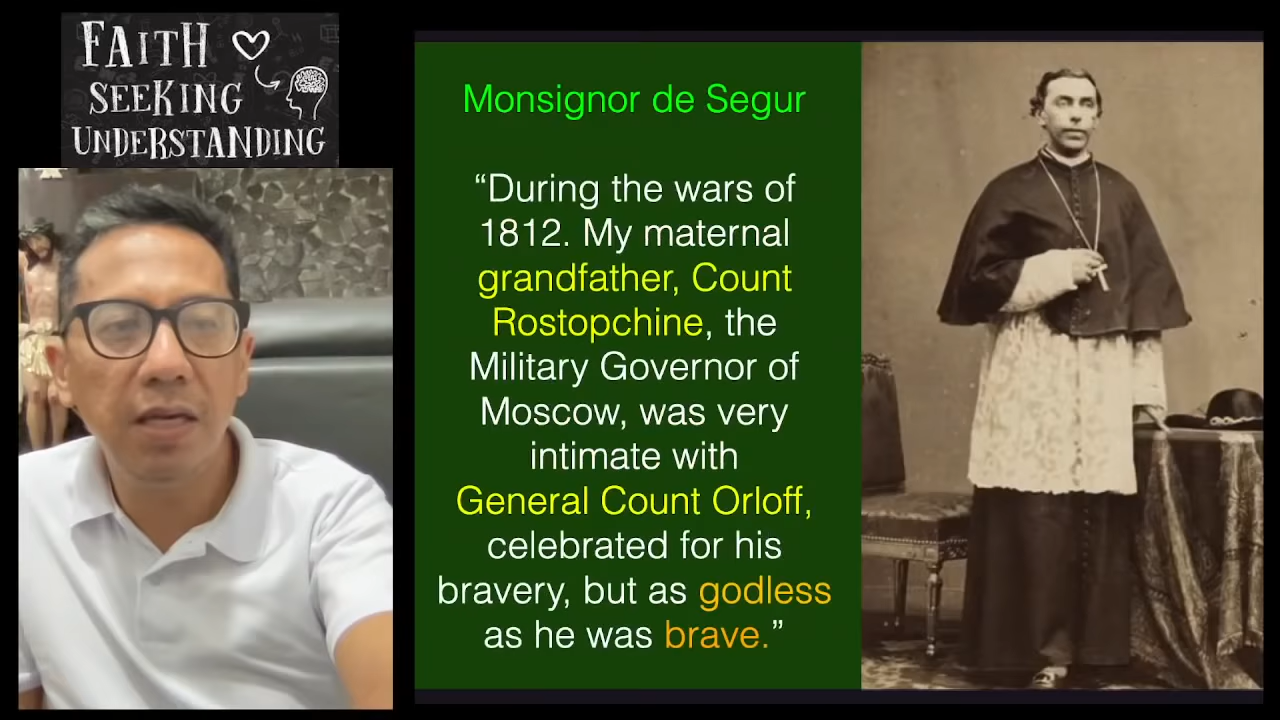 FAITH
SEEKING
UNDERSTANDING
Monsignor de Segur
“During the wars of
1812. My maternal
grandfather, Count
Rostopchine, the
Military Governor of
Moscow, was very
intimate with
General Count Orloff,
celebrated for his
bravery, but as godless
as he was brave.”